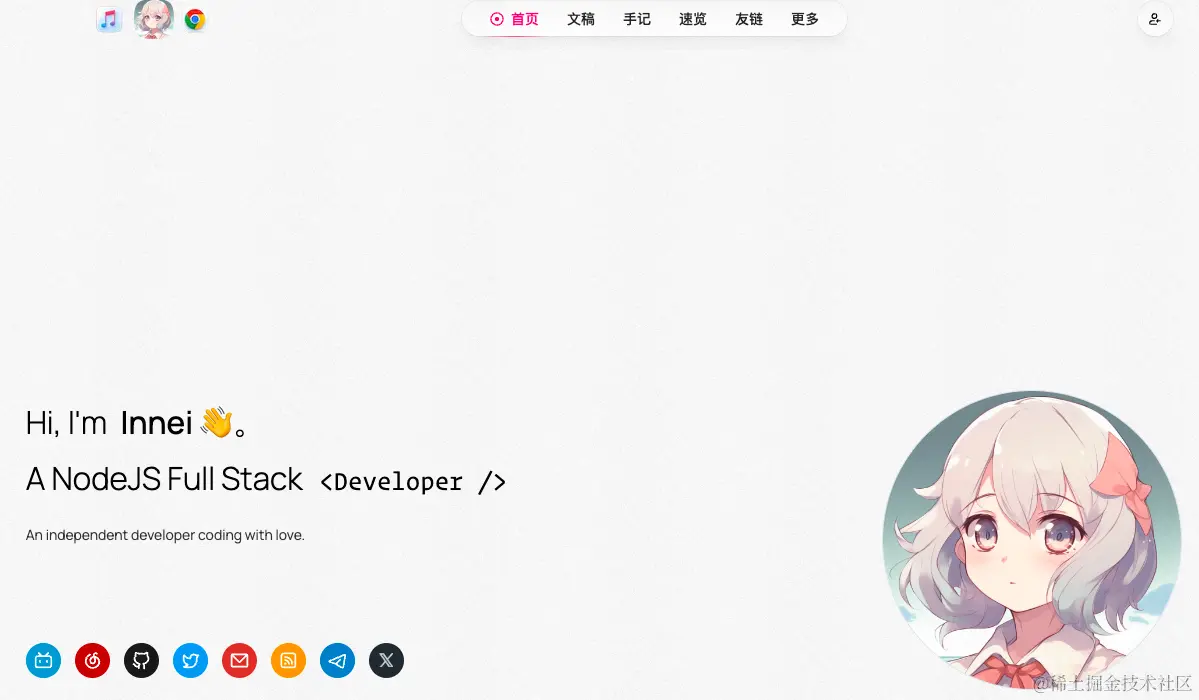 首页 文稿 手记 速览 友链 更多
Hi, I'm Innei 👋。
A NodeJS Full Stack <Developer />
An independent developer coding with love.
@稀土掘金技术社区